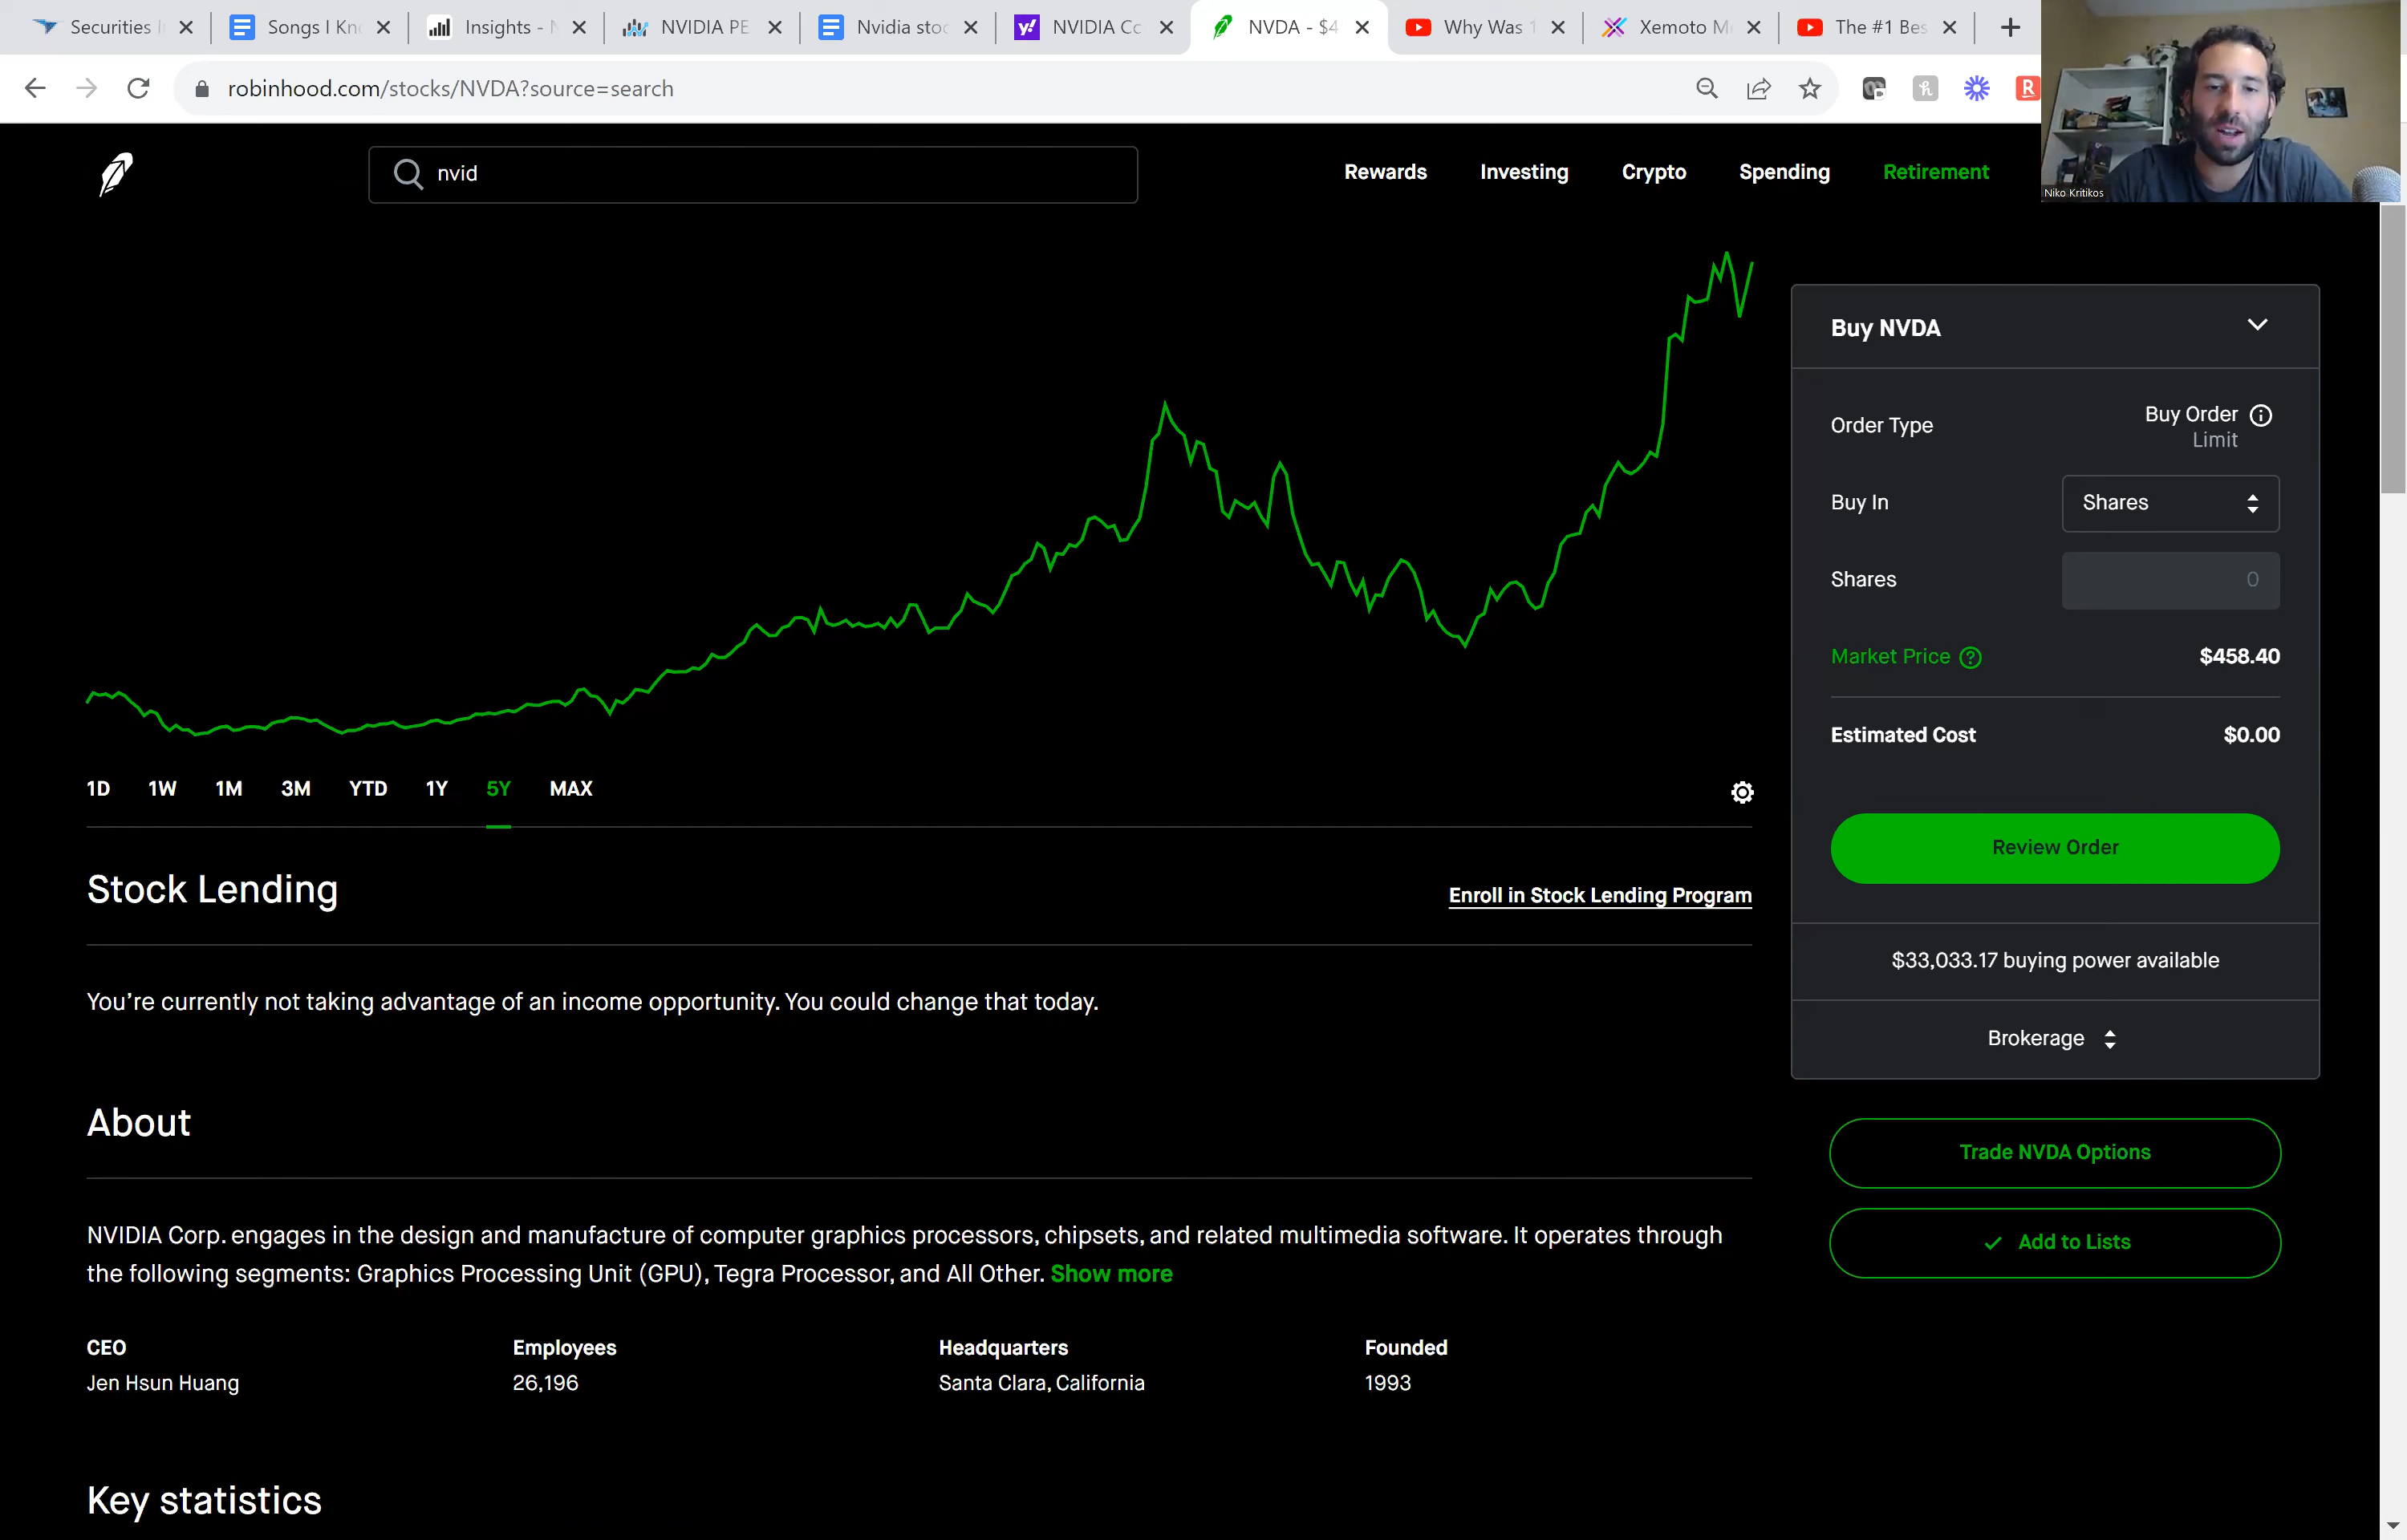 Securities
Songs I Kn
Insights -
NVIDIA PE
Nvidia stoc
NVIDIA Co
NVDA - $4
Why Was 1
Xemoto M
The #1 Bes
robinhood.com/stocks/NVDA?source=search
R
Niko Kritikos
nvid
Rewards
Investing
Crypto
Spending
Retirement
Buy NVDA
Order Type
Buy Order
Limit
Buy In
Shares
Shares
0
Market Price
$458.40
Estimated Cost
$0.00
Review Order
$33,033.17 buying power available
Brokerage
Trade NVDA Options
Add to Lists
1D 1W 1M 3M YTD 1Y 5Y MAX
Stock Lending
Enroll in Stock Lending Program
You're currently not taking advantage of an income opportunity. You could change that today.
About
NVIDIA Corp. engages in the design and manufacture of computer graphics processors, chipsets, and related multimedia software. It operates through
the following segments: Graphics Processing Unit (GPU), Tegra Processor, and All Other. Show more
CEO
Jen Hsun Huang
Employees
26,196
Headquarters
Santa Clara, California
Founded
1993
Key statistics